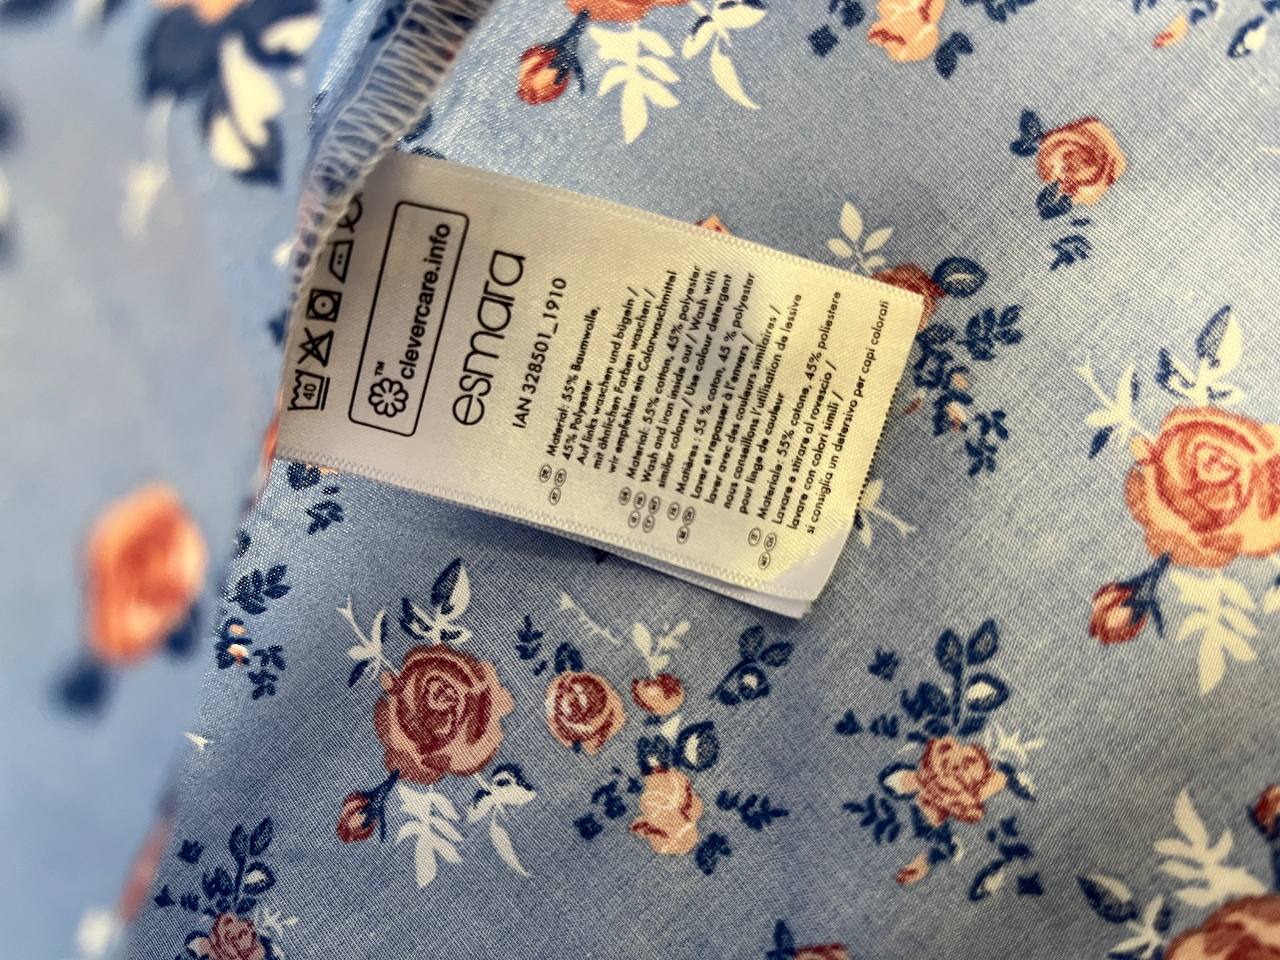 40
clevercare.info
TM
esmara
IAN 328501_1910
Material: 55% Baumwolle,
45% Polyester
Auf links waschen und bügeln /
mit ähnlichen Farben waschen /
wir empfehlen ein Colorwaschmittel
Material: 55% cotton, 45% polyester
Wash and iron inside out / Wash with
similar colours / Use colour detergent
Matières : 55 % coton, 45 % polyester
Laver et repasser à l'envers /
laver avec des couleurs similaires /
nous conseillons l'utilisation de lessive
pour linge de couleur
Materiale: 55% cotone, 45% poliestere
Lavare e stirare al rovescio /
lavare con colori simili /
si consiglia un detersivo per capi colorati